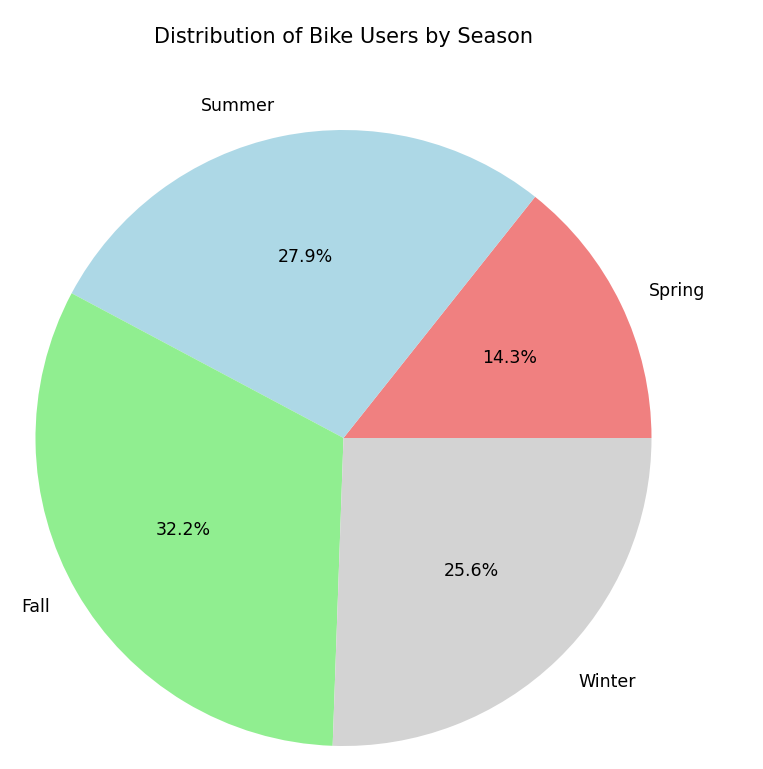 Distribution of Bike Users by Season
Summer
27.9%
Spring
14.3%
32.2%
25.6%
Fall
Winter